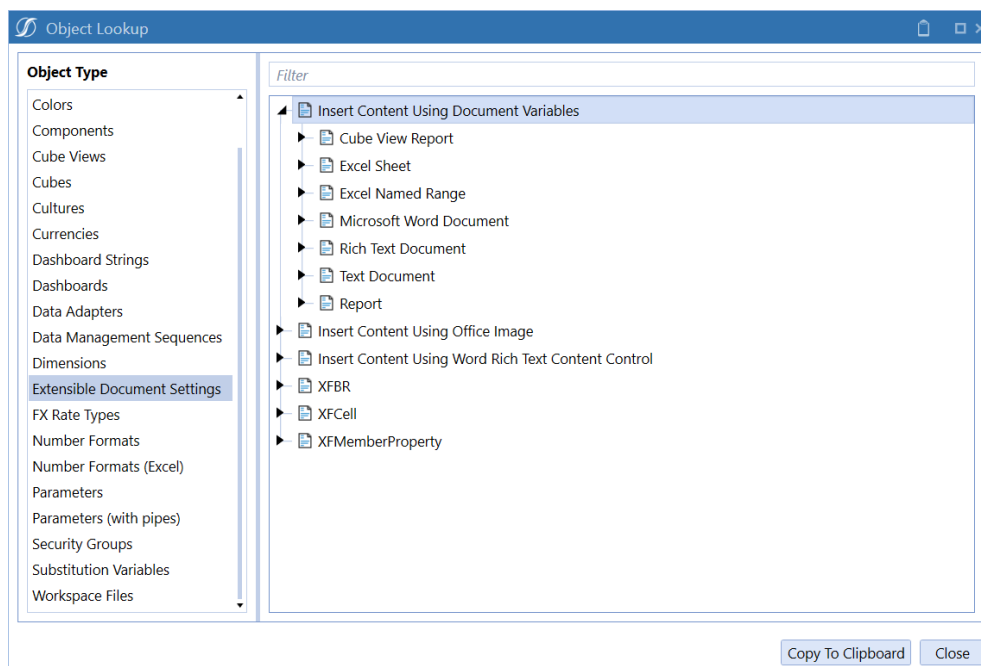 Object Lookup
Object Type
Colors
Components
Cube Views
Cubes
Cultures
Currencies
Dashboard Strings
Dashboards
Data Adapters
Data Management Sequences
Dimensions
Extensible Document Settings
FX Rate Types
Number Formats
Number Formats (Excel)
Parameters
Parameters (with pipes)
Security Groups
Substitution Variables
Workspace Files
Filter
Insert Content Using Document Variables
Cube View Report
Excel Sheet
Excel Named Range
Microsoft Word Document
Rich Text Document
Text Document
Report
Insert Content Using Office Image
Insert Content Using Word Rich Text Content Control
XFBR
XFCell
XFMemberProperty
Copy To Clipboard
Close